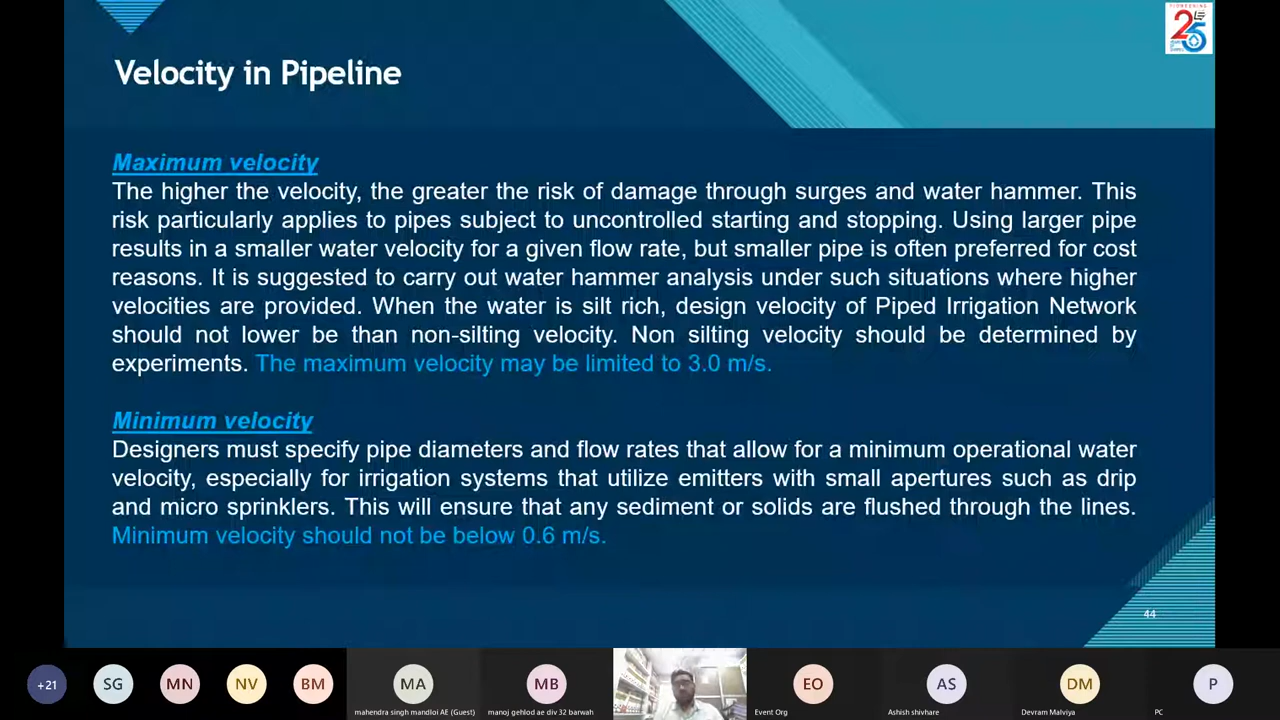 Velocity in Pipeline
25
Maximum velocity
The higher the velocity, the greater the risk of damage through surges and water hammer. This
risk particularly applies to pipes subject to uncontrolled starting and stopping. Using larger pipe
results in a smaller water velocity for a given flow rate, but smaller pipe is often preferred for cost
reasons. It is suggested to carry out water hammer analysis under such situations where higher
velocities are provided. When the water is silt rich, design velocity of Piped Irrigation Network
should not lower be than non-silting velocity. Non silting velocity should be determined by
experiments. The maximum velocity may be limited to 3.0 m/s.
Minimum velocity
Designers must specify pipe diameters and flow rates that allow for a minimum operational water
velocity, especially for irrigation systems that utilize emitters with small apertures such as drip
and micro sprinklers. This will ensure that any sediment or solids are flushed through the lines.
Minimum velocity should not be below 0.6 m/s.
44
+21 SG MN NV BM MA MB EO AS DM P
mahendra singh mandloi AE (Guest) manoj gehlod ae div 32 barwah Event Org Ashish shivhare Devram Malviya PC